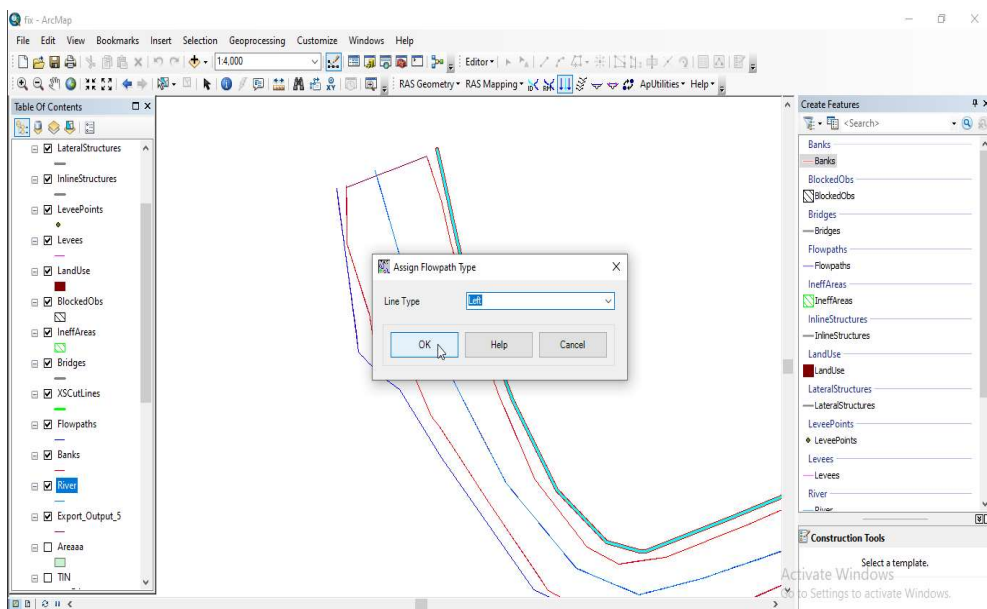 fix - ArcMap
File Edit View Bookmarks Insert Selection Geoprocessing Customize Windows Help
1:4,000
Editor
RAS Geometry RAS Mapping ApUtilities Help
Table Of Contents
LateralStructures
InlineStructures
LeveePoints
Levees
LandUse
BlockedObs
IneffAreas
Bridges
XSCutLines
Flowpaths
Banks
River
Export_Output_5
Areaaa
TIN
Assign Flowpath Type
Line Type Left
OK Help Cancel
Create Features
<Search>
Banks
Banks
BlockedObs
BlockedObs
Bridges
Bridges
Flowpaths
Flowpaths
IneffAreas
IneffAreas
InlineStructures
InlineStructures
LandUse
LandUse
LateralStructures
LateralStructures
LeveePoints
LeveePoints
Levees
Levees
River
River
Construction Tools
Select a template.
Activate Windows
Go to Settings to activate Windows.